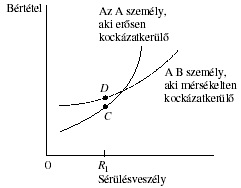 Bértétel
Az A személy,
aki erősen
kockázatkerülő
A B személy,
aki mérsékelten
kockázatkerülő
D
C
0
R1
Sérülésveszély